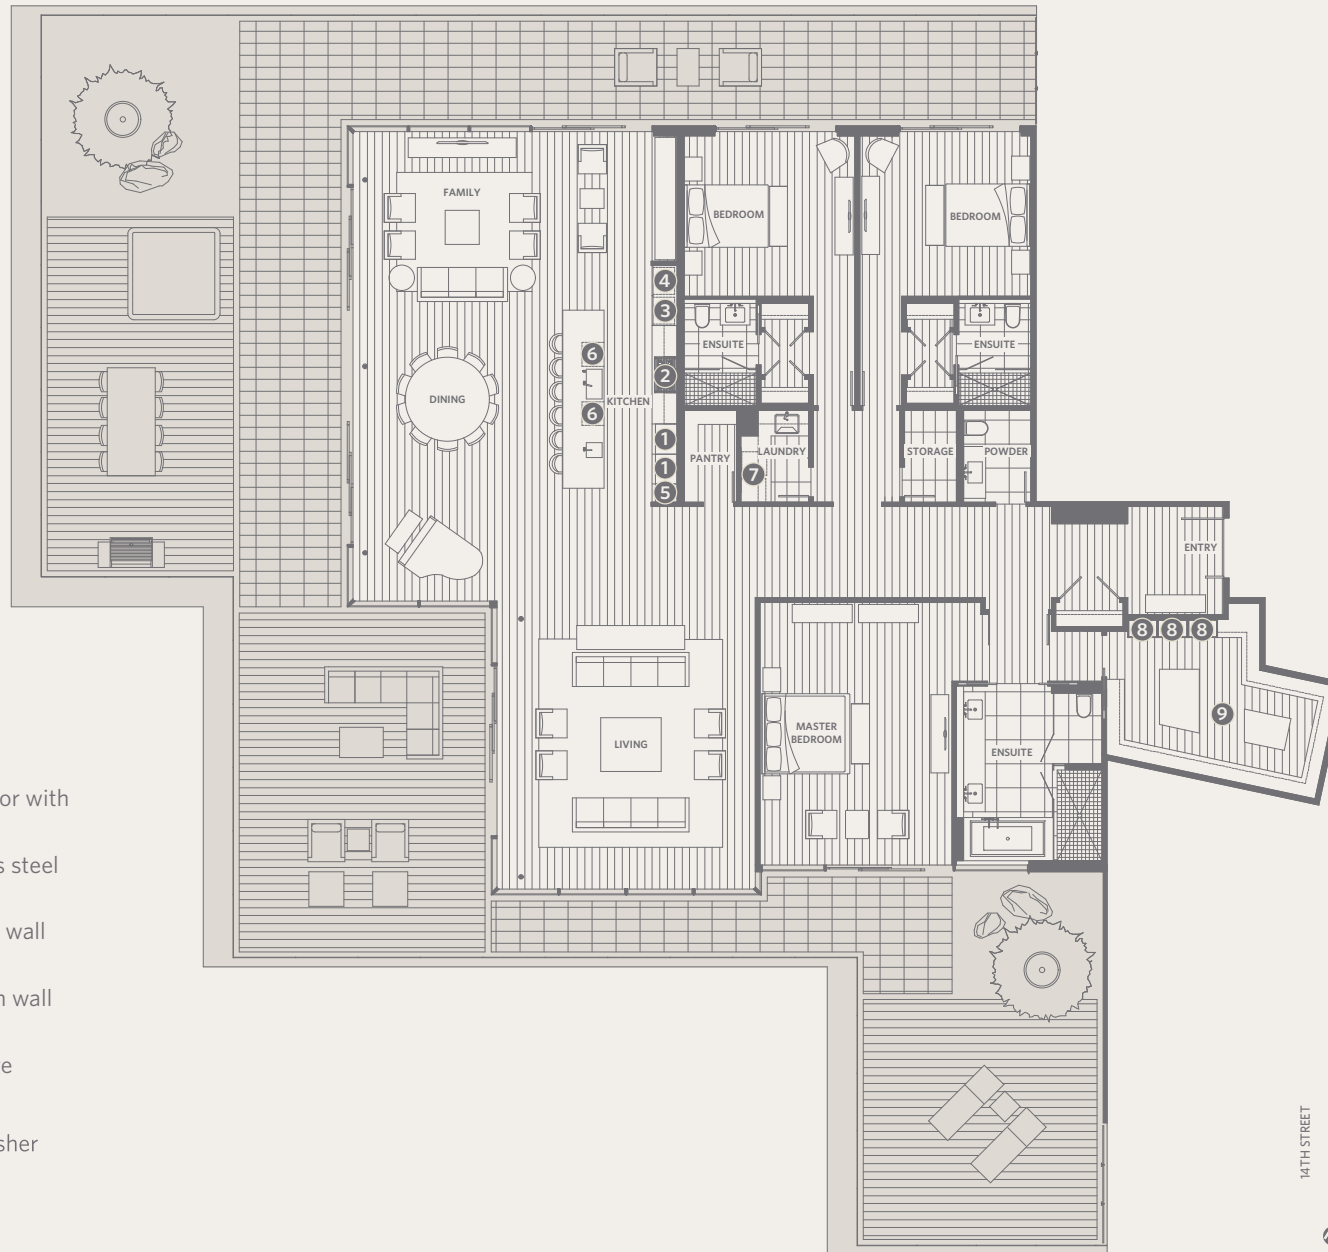 FAMILY
BEDROOM
BEDROOM
4
3
ENSUITE
ENSUITE
6
2
DINING
KITCHEN
6
1
PANTRY
LAUNDRY
STORAGE
POWDER
1
7
5
ENTRY
8 8 8
MASTER
BEDROOM
LIVING
ENSUITE
9
or with
steel
wall
wall
14TH STREET